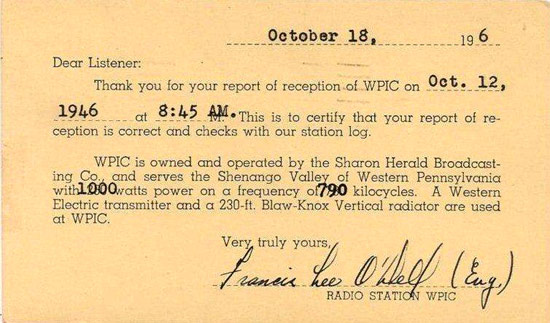 October 18, 196
Dear Listener:
Thank you for your report of reception of WPIC on Oct. 12,
1946 at 8:45 AM. This is to certify that your report of re-
ception is correct and checks with our station log.
WPIC is owned and operated by the Sharon Herald Broadcast-
ing Co., and serves the Shenango Valley of Western Pennsylvania
with 1000 watts power on a frequency of 790 kilocycles. A Western
Electric transmitter and a 230-ft. Blaw-Knox Vertical radiator are used
at WPIC.
Very truly yours,
Francis Lee (Eng.)
RADIO STATION WPIC